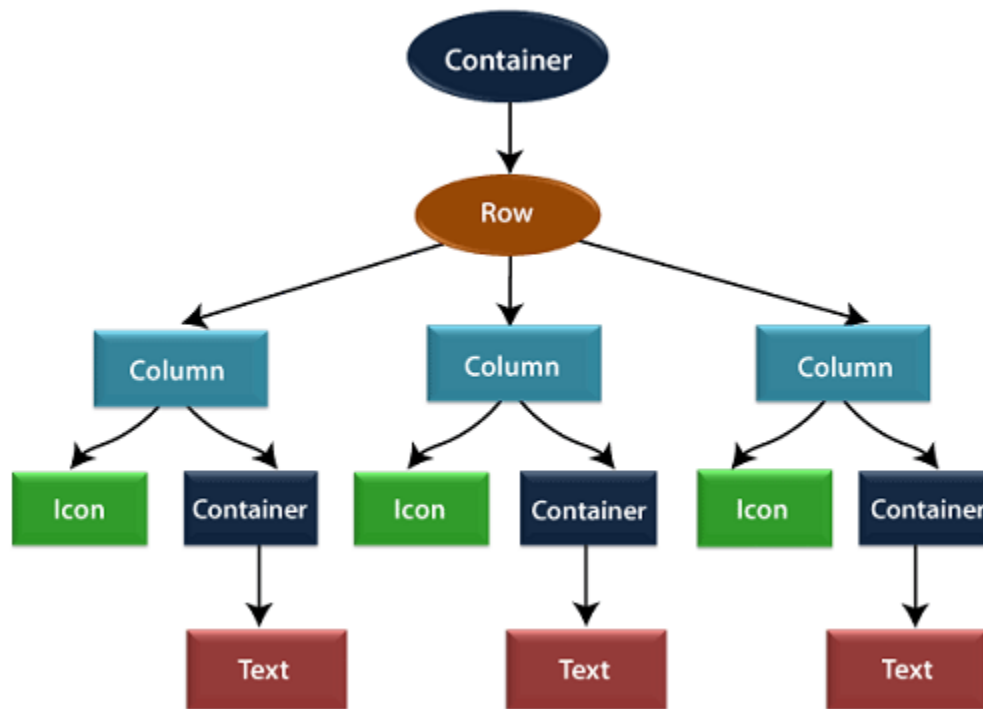 Container
Row
Column
Column
Column
Icon
Container
Icon
Container
Icon
Container
Text
Text
Text